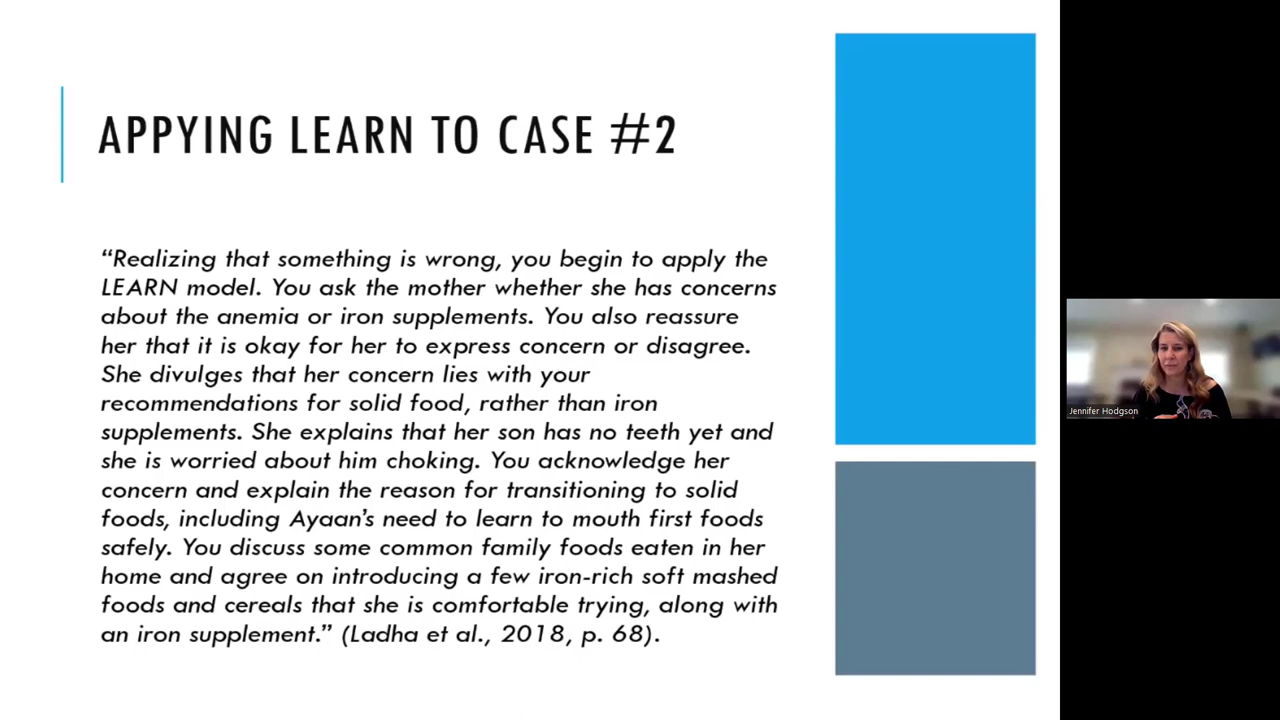 APPYING LEARN TO CASE #2
“Realizing that something is wrong, you begin to apply the
LEARN model. You ask the mother whether she has concerns
about the anemia or iron supplements. You also reassure
her that it is okay for her to express concern or disagree.
She divulges that her concern lies with your
recommendations for solid food, rather than iron
supplements. She explains that her son has no teeth yet and
she is worried about him choking. You acknowledge her
concern and explain the reason for transitioning to solid
foods, including Ayaan’s need to learn to mouth first foods
safely. You discuss some common family foods eaten in her
home and agree on introducing a few iron-rich soft mashed
foods and cereals that she is comfortable trying, along with
an iron supplement.” (Ladha et al., 2018, p. 68).
Jennifer Hodgson